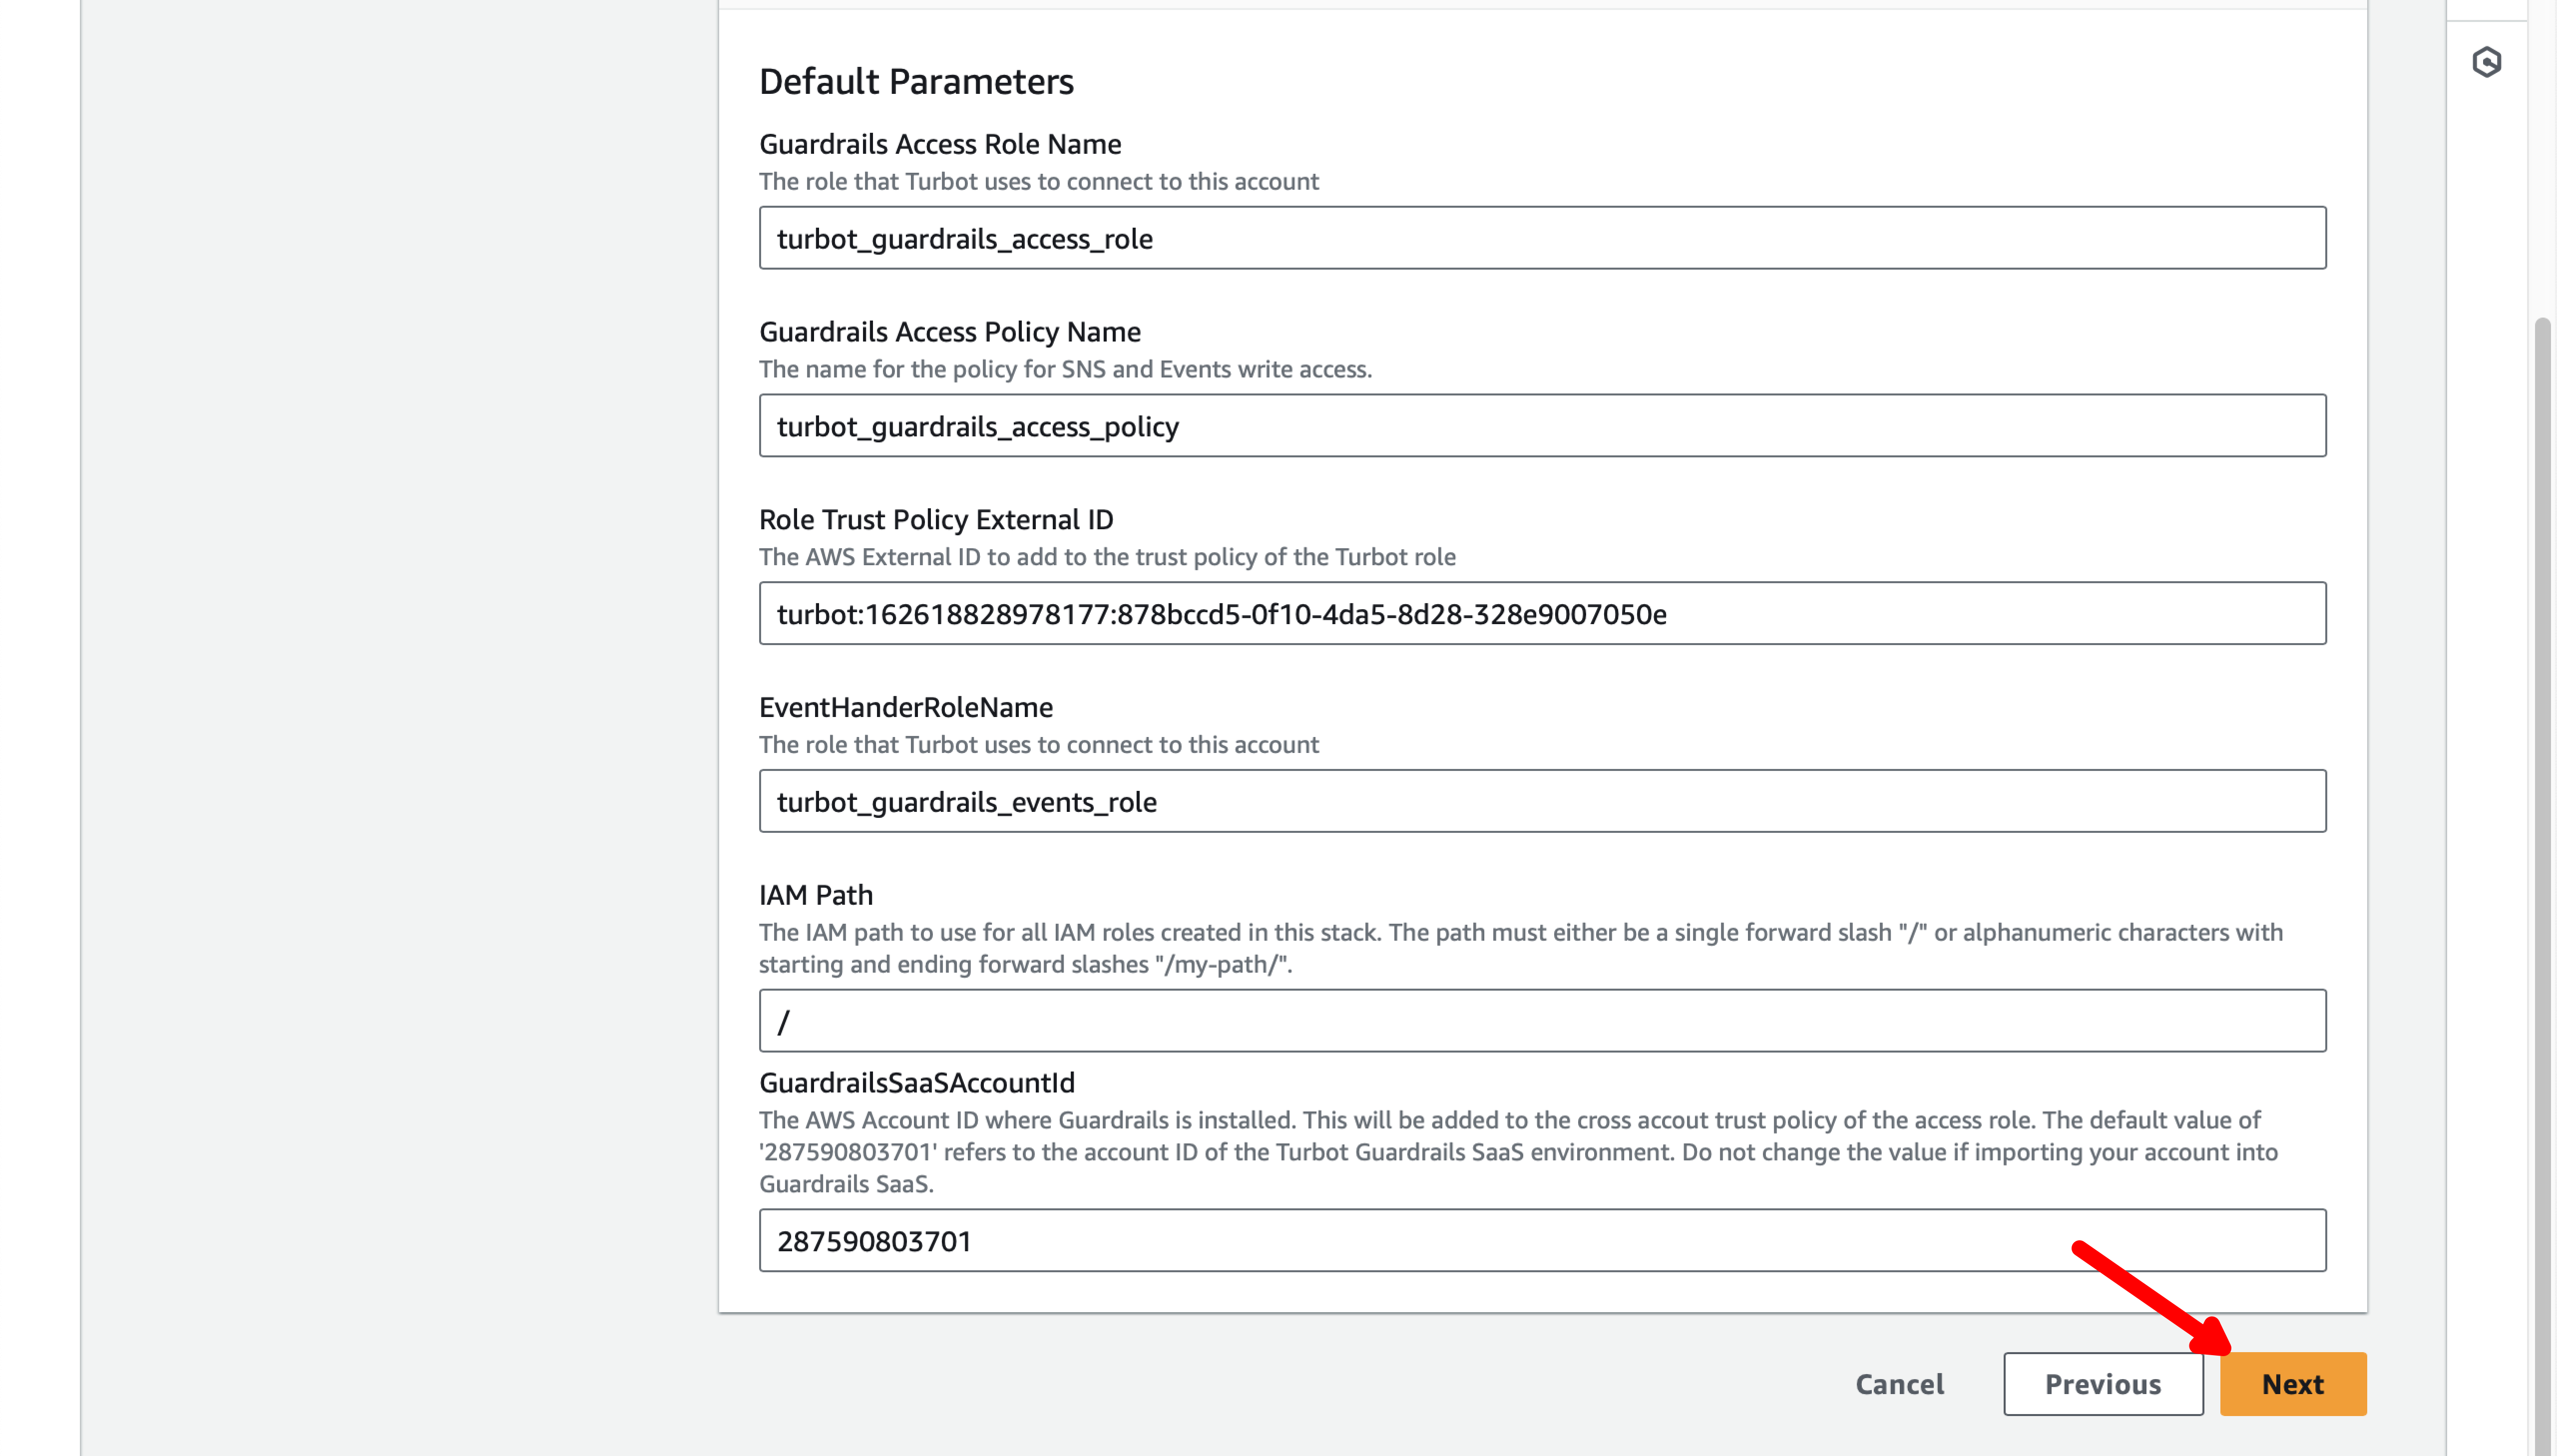 Default Parameters
Guardrails Access Role Name
The role that Turbot uses to connect to this account
turbot_guardrails_access_role
Guardrails Access Policy Name
The name for the policy for SNS and Events write access.
turbot_guardrails_access_policy
Role Trust Policy External ID
The AWS External ID to add to the trust policy of the Turbot role
turbot:162618828978177:878bccd5-0f10-4da5-8d28-328e9007050e
EventHanderRoleName
The role that Turbot uses to connect to this account
turbot_guardrails_events_role
IAM Path
The IAM path to use for all IAM roles created in this stack. The path must either be a single forward slash "/" or alphanumeric characters with
starting and ending forward slashes "/my-path/".
/
GuardrailsSaaSAccountId
The AWS Account ID where Guardrails is installed. This will be added to the cross accout trust policy of the access role. The default value of
'287590803701' refers to the account ID of the Turbot Guardrails SaaS environment. Do not change the value if importing your account into
Guardrails SaaS.
287590803701
Cancel
Previous
Next